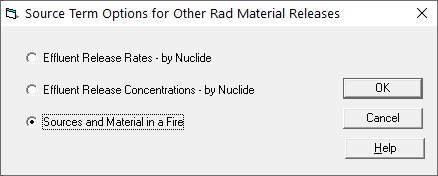 Source Term Options for Other Rad Material Releases
Effluent Release Rates - by Nuclide
Effluent Release Concentrations - by Nuclide
OK
Sources and Material in a Fire
Cancel
Help